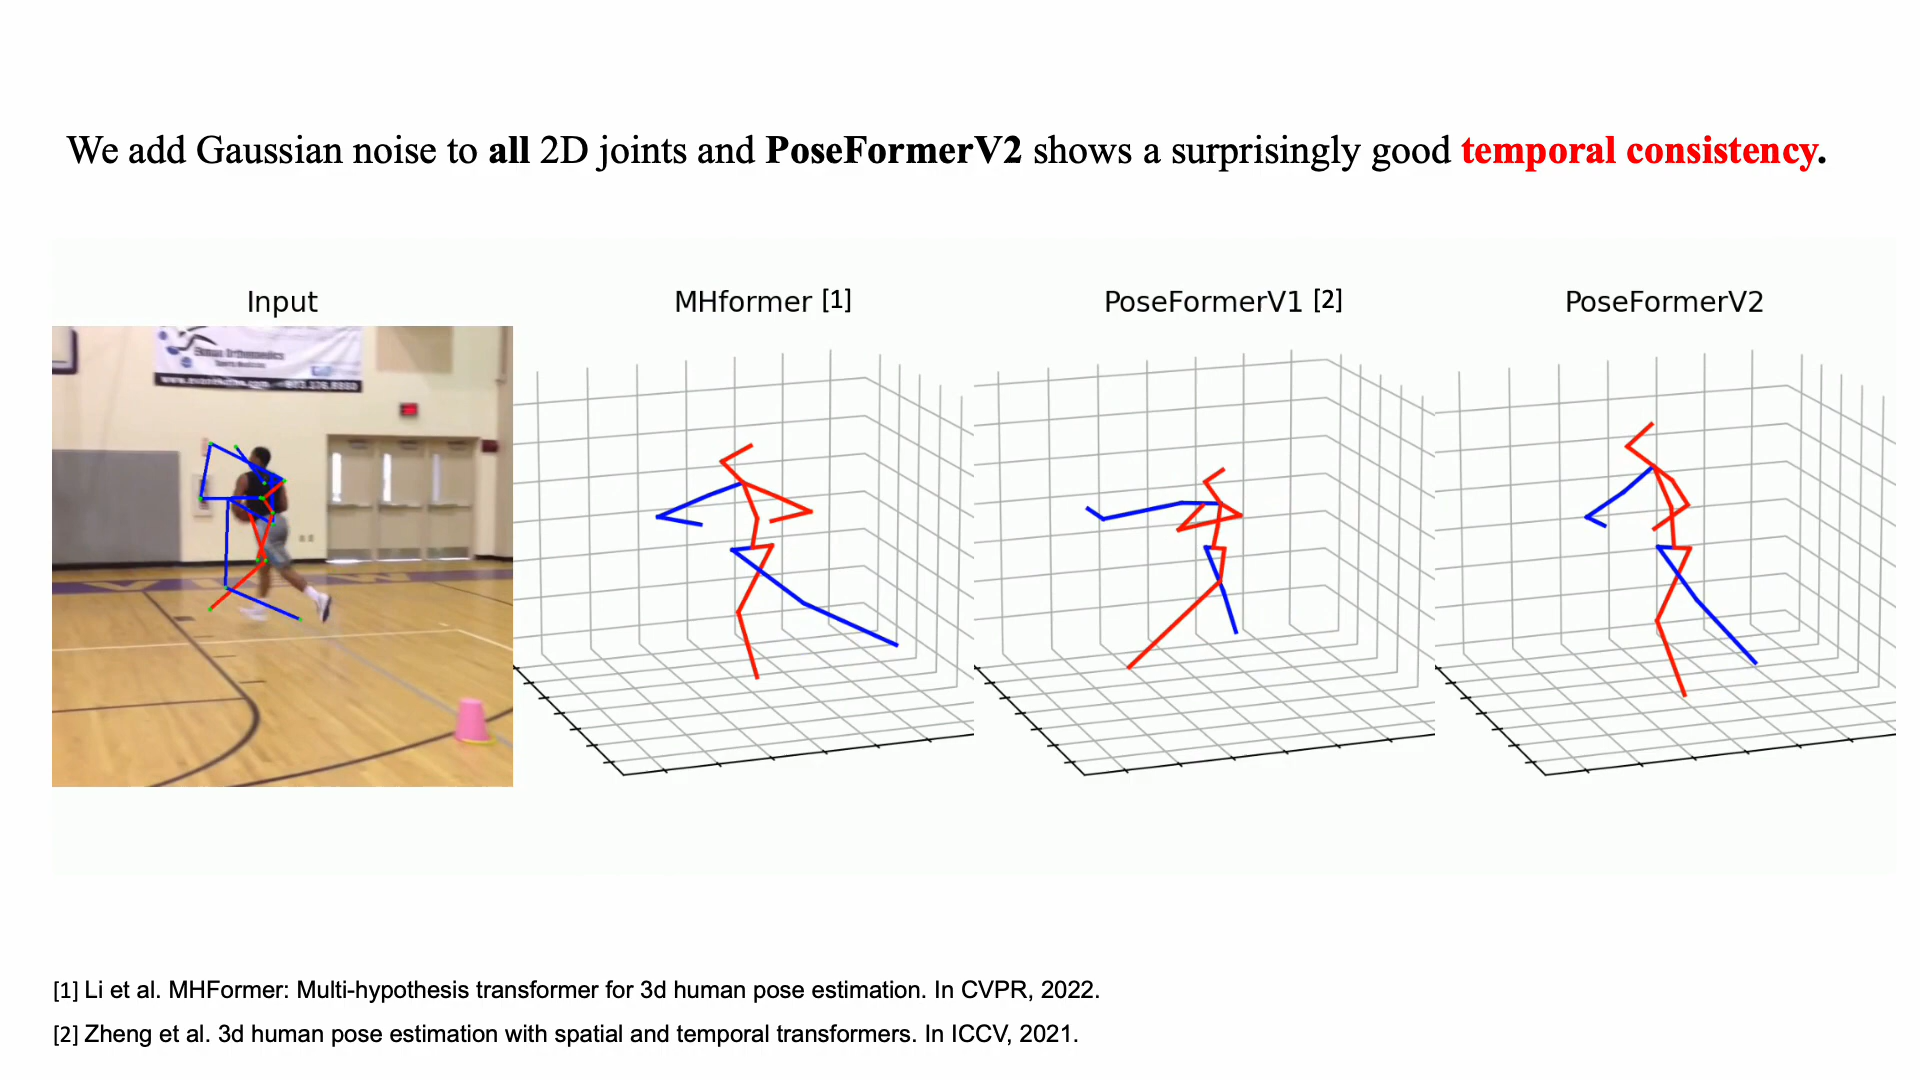 We add Gaussian noise to all 2D joints and PoseFormerV2 shows a surprisingly good temporal consistency.
Input
MHformer [1]
PoseFormerV1 [2]
PoseFormerV2
[1] Li et al. MHFormer: Multi-hypothesis transformer for 3d human pose estimation. In CVPR, 2022.
[2] Zheng et al. 3d human pose estimation with spatial and temporal transformers. In ICCV, 2021.